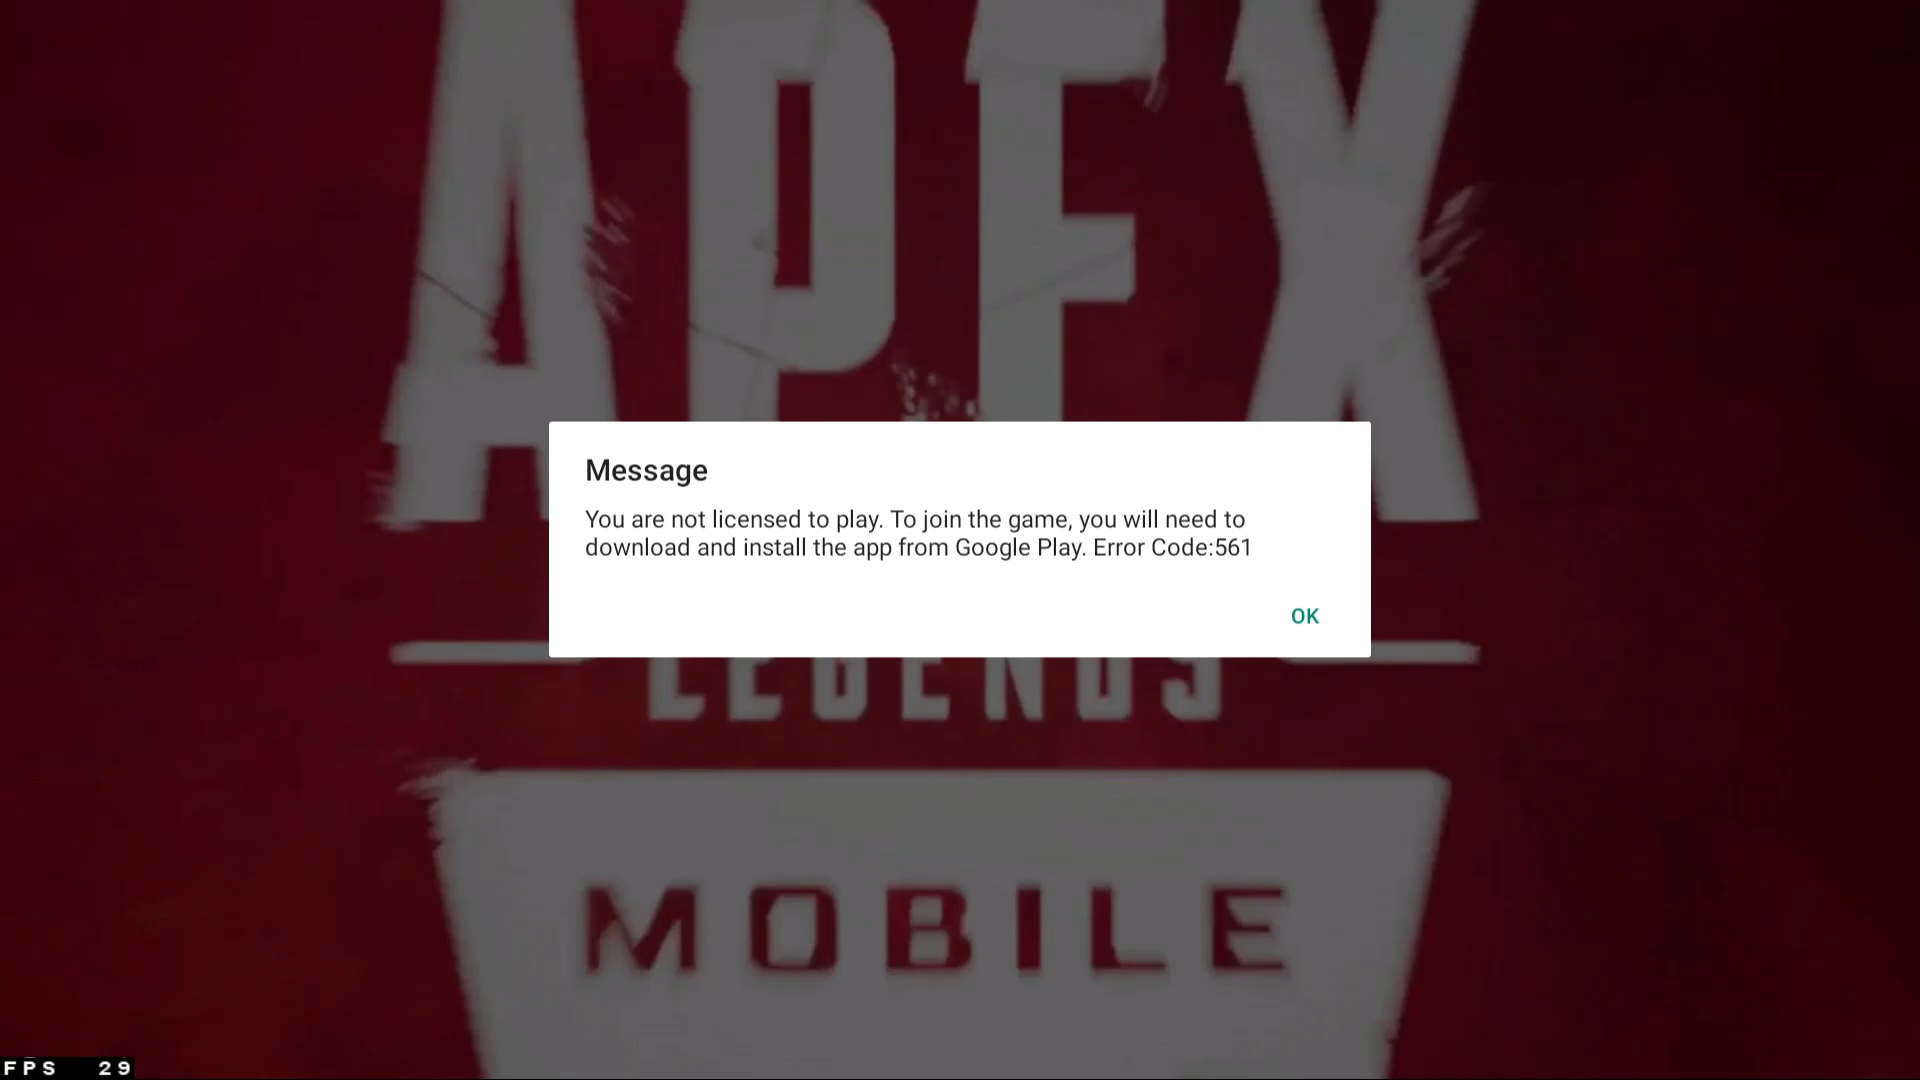 APEX
Message
You are not licensed to play. To join the game, you will need to
download and install the app from Google Play. Error Code:561
OK
LEGENDS
MOBILE
FPS 29